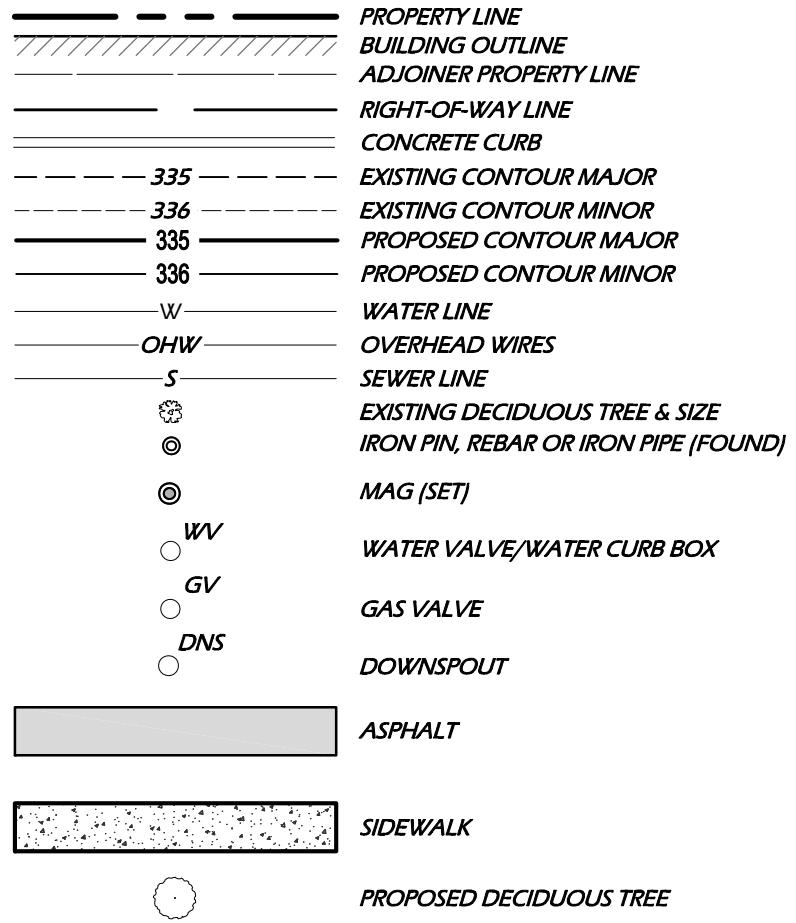 PROPERTY LINE
BUILDING OUTLINE
ADJOINER PROPERTY LINE
RIGHT-OF-WAY LINE
CONCRETE CURB
335 EXISTING CONTOUR MAJOR
336 EXISTING CONTOUR MINOR
335 PROPOSED CONTOUR MAJOR
336 PROPOSED CONTOUR MINOR
W WATER LINE
OHW OVERHEAD WIRES
S SEWER LINE
EXISTING DECIDUOUS TREE & SIZE
IRON PIN, REBAR OR IRON PIPE (FOUND)
MAG (SET)
WV
WATER VALVE/WATER CURB BOX
GV
GAS VALVE
DNS
DOWNSPOUT
ASPHALT
SIDEWALK
PROPOSED DECIDUOUS TREE